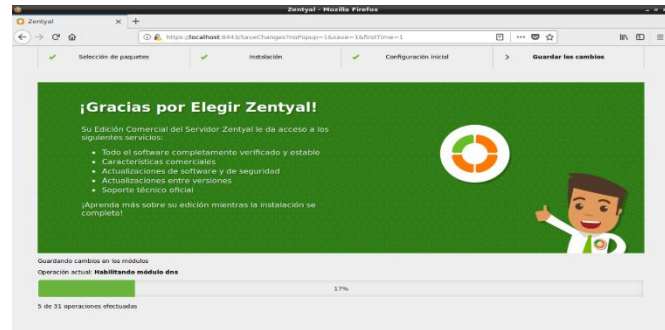 Zentyal - Mozilla Firefox
Zentyal
https://localhost:8443/SaveChanges?noPopup=1&save=1&firstTime=1
Selección de paquetes
Instalación
Configuración inicial
Guardar los cambios
¡Gracias por Elegir Zentyal!
Su Edición Comercial del Servidor Zentyal le da acceso a los
siguientes servicios:
Todo el software completamente verificado y estable
Características comerciales
Actualizaciones de software y de seguridad
Actualizaciones entre versiones
Soporte técnico oficial
¡Aprenda más sobre su edición mientras la instalación se
completa!
Guardando cambios en los módulos
Operación actual: Habilitando módulo dns
17%
5 de 31 operaciones efectuadas